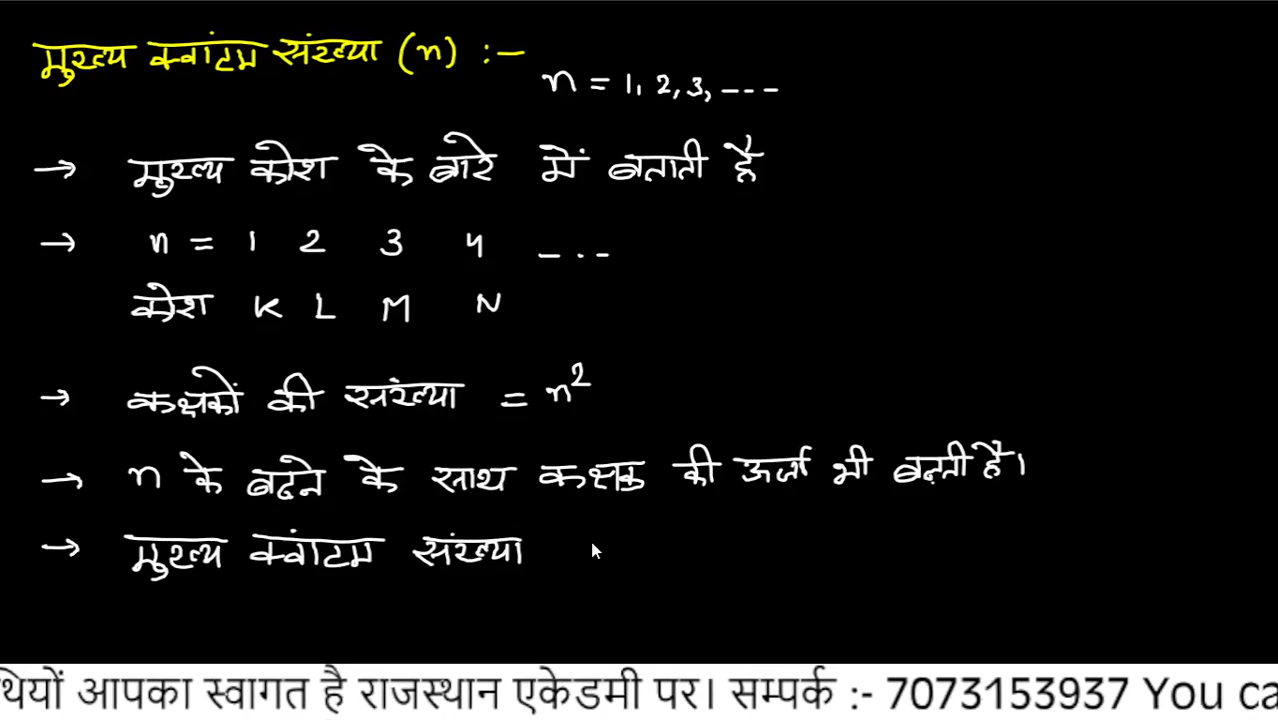 मुख्य क्वांटम संख्या (n) :-
n = 1, 2, 3, ----
→ मुख्य कोश के बारे में बताती है
→ n = 1 2 3 4 ----
कोश K L M N
→ कक्षकों की संख्या = n²
→ n के बढ़ने के साथ कक्षक की ऊर्जा भी बढ़ती है।
→ मुख्य क्वांटम संख्या
थियों आपका स्वागत है राजस्थान एकेडमी पर। सम्पर्क :- 7073153937 You ca